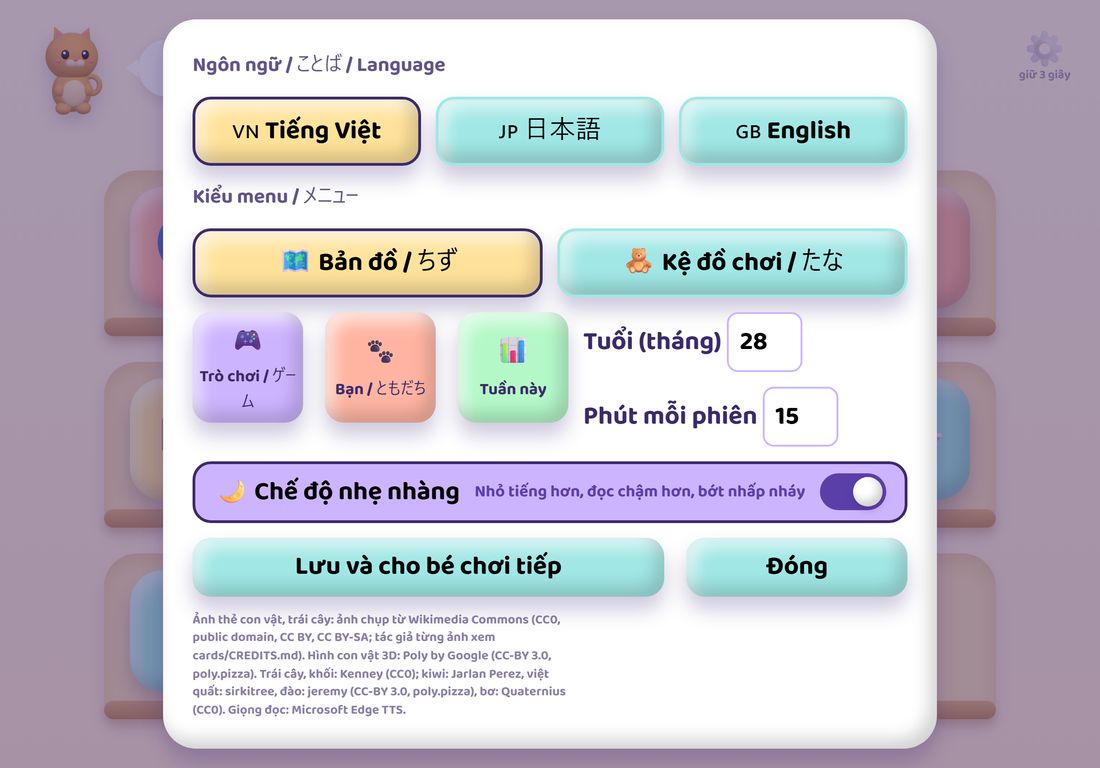 giữ 3 giây
Ngôn ngữ / ことば / Language
VN Tiếng Việt
JP 日本語
GB English
Kiểu menu / メニュー
Bản đồ / ちず
Kệ đồ chơi / たな
Trò chơi / ゲー
ム
Bạn / ともだち
Tuần này
Tuổi (tháng) 28
Phút mỗi phiên 15
Chế độ nhẹ nhàng Nhỏ tiếng hơn, đọc chậm hơn, bớt nhấp nháy
Lưu và cho bé chơi tiếp
Đóng
Ảnh thẻ con vật, trái cây: ảnh chụp từ Wikimedia Commons (CC0,
public domain, CC BY, CC BY-SA; tác giả từng ảnh xem
cards/CREDITS.md). Hình con vật 3D: Poly by Google (CC-BY 3.0,
poly.pizza). Trái cây, khối: Kenney (CC0); kiwi: Jarlan Perez, việt
quất: sirkitree, đào: jeremy (CC-BY 3.0, poly.pizza), bơ: Quaternius
(CC0). Giọng đọc: Microsoft Edge TTS.